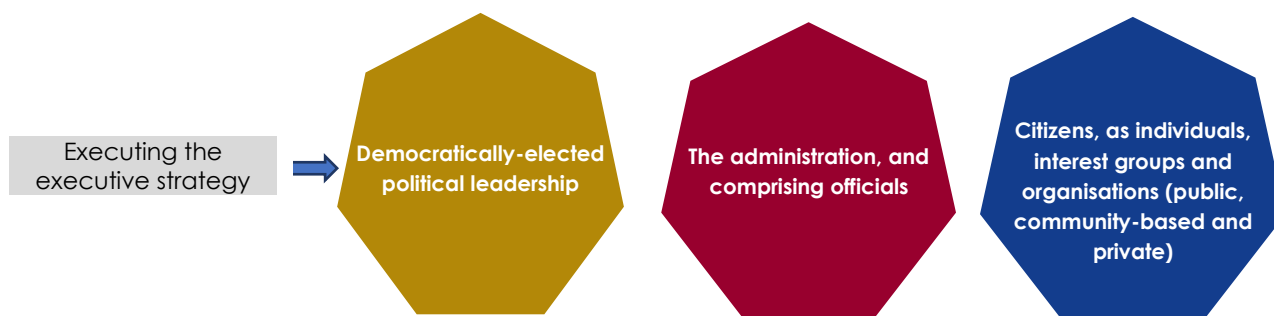 Executing the
executive strategy
Democratically-elected
political leadership
The administration, and
comprising officials
Citizens, as individuals,
interest groups and
organisations (public,
community-based and
private)